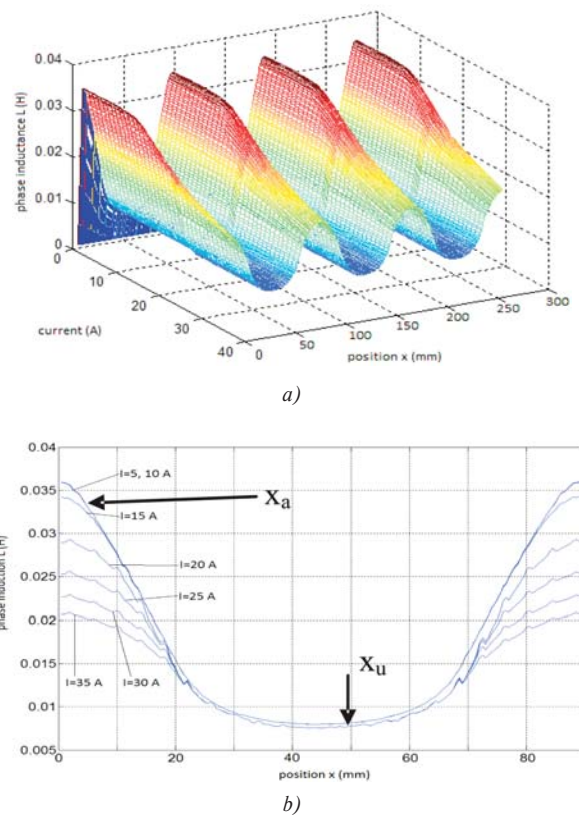 0.04
0.03
0.02
0.01
0
phase inductance L (H)
0
10
20
30
40
current (A)
0
50
100
150
200
250
300
position x (mm)
a)
0.04
0.035
0.03
0.025
0.02
0.015
0.01
0.005
phase induction L (H)
I=5, 10 A
I=15 A
I=20 A
I=25 A
I=35 A
I=30 A
xa
xu
0
20
40
60
80
position x (mm)
b)